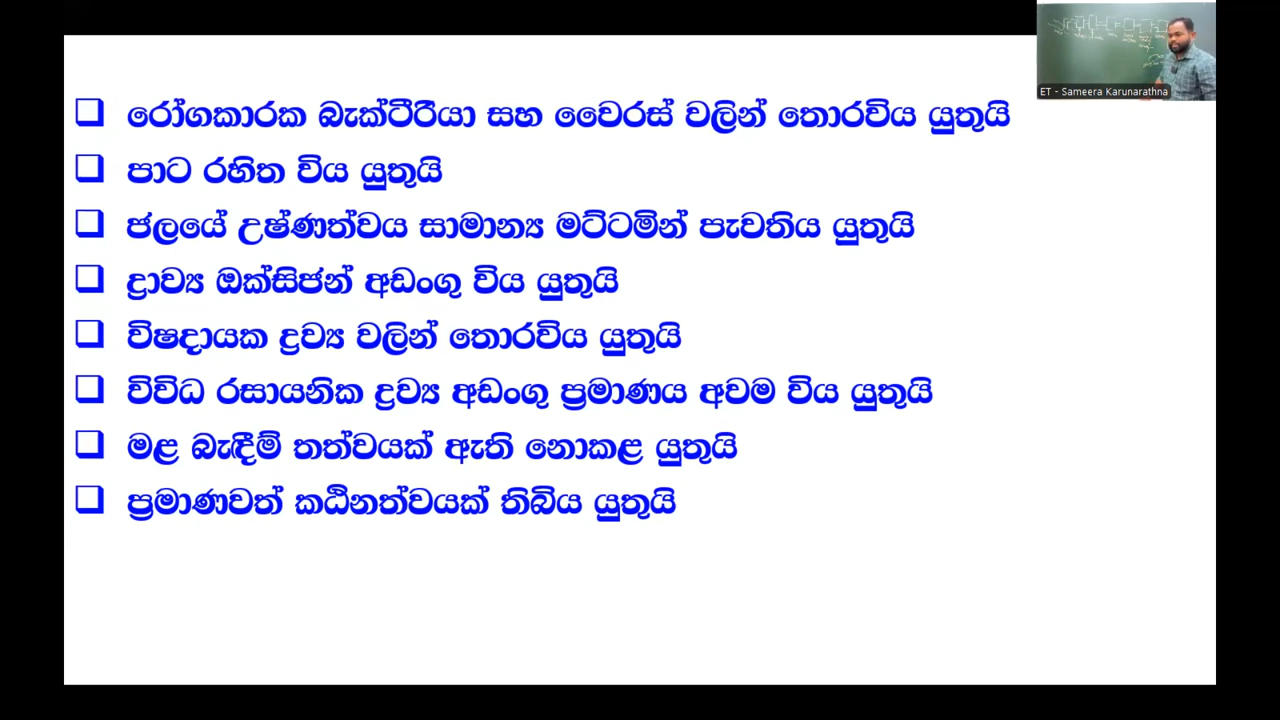 රෝගකාරක බැක්ටීරියා සහ වෛරස් වලින් තොරවිය යුතුයි
පාට රහිත විය යුතුයි
ජලයේ උෂ්ණත්වය සාමාන්‍ය මට්ටමින් පැවතිය යුතුයි
ද්‍රාව්‍ය ඔක්සිජන් අඩංගු විය යුතුයි
විෂදායක ද්‍රව්‍ය වලින් තොරවිය යුතුයි
විවිධ රසායනික ද්‍රව්‍ය අඩංගු ප්‍රමාණය අවම විය යුතුයි
මළ බැඳීම් තත්වයක් ඇති නොකළ යුතුයි
ප්‍රමාණවත් කඨිනත්වයක් තිබිය යුතුයි
ET - Sameera Karunarathna